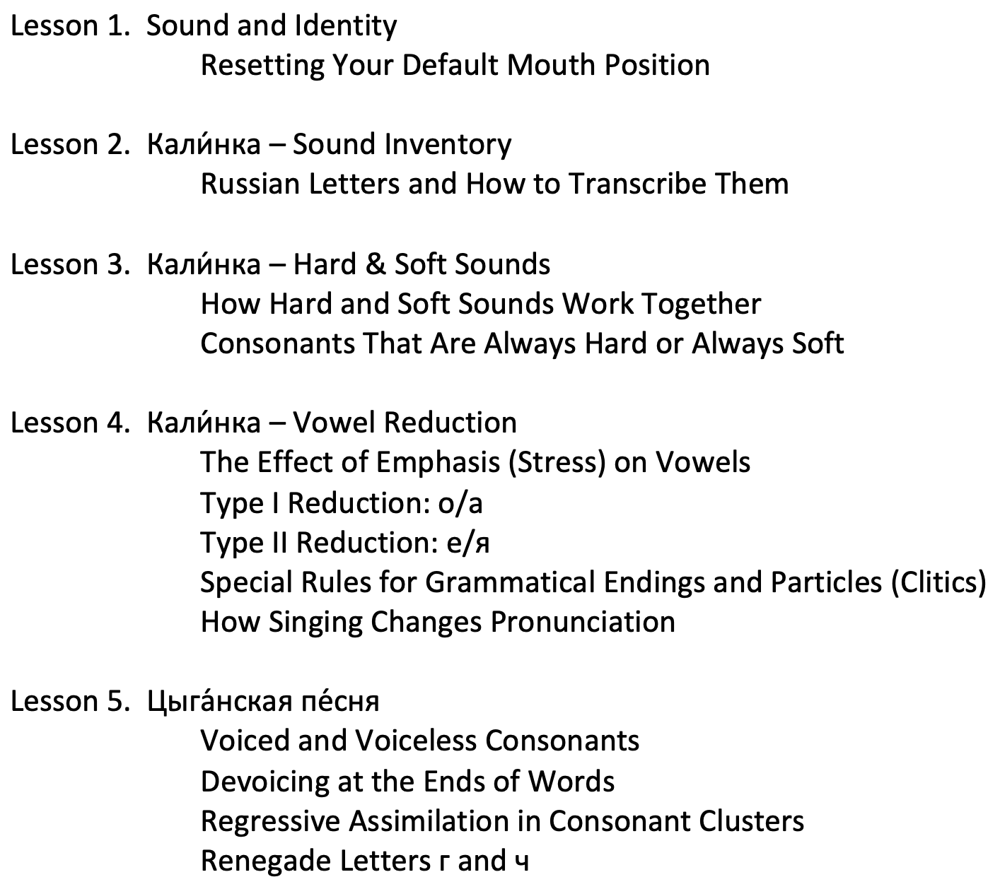 Lesson 1. Sound and Identity
Resetting Your Default Mouth Position
Lesson 2. Кали́нка – Sound Inventory
Russian Letters and How to Transcribe Them
Lesson 3. Кали́нка – Hard & Soft Sounds
How Hard and Soft Sounds Work Together
Consonants That Are Always Hard or Always Soft
Lesson 4. Кали́нка – Vowel Reduction
The Effect of Emphasis (Stress) on Vowels
Type I Reduction: о/а
Type II Reduction: е/я
Special Rules for Grammatical Endings and Particles (Clitics)
How Singing Changes Pronunciation
Lesson 5. Цыга́нская пе́сня
Voiced and Voiceless Consonants
Devoicing at the Ends of Words
Regressive Assimilation in Consonant Clusters
Renegade Letters г and ч